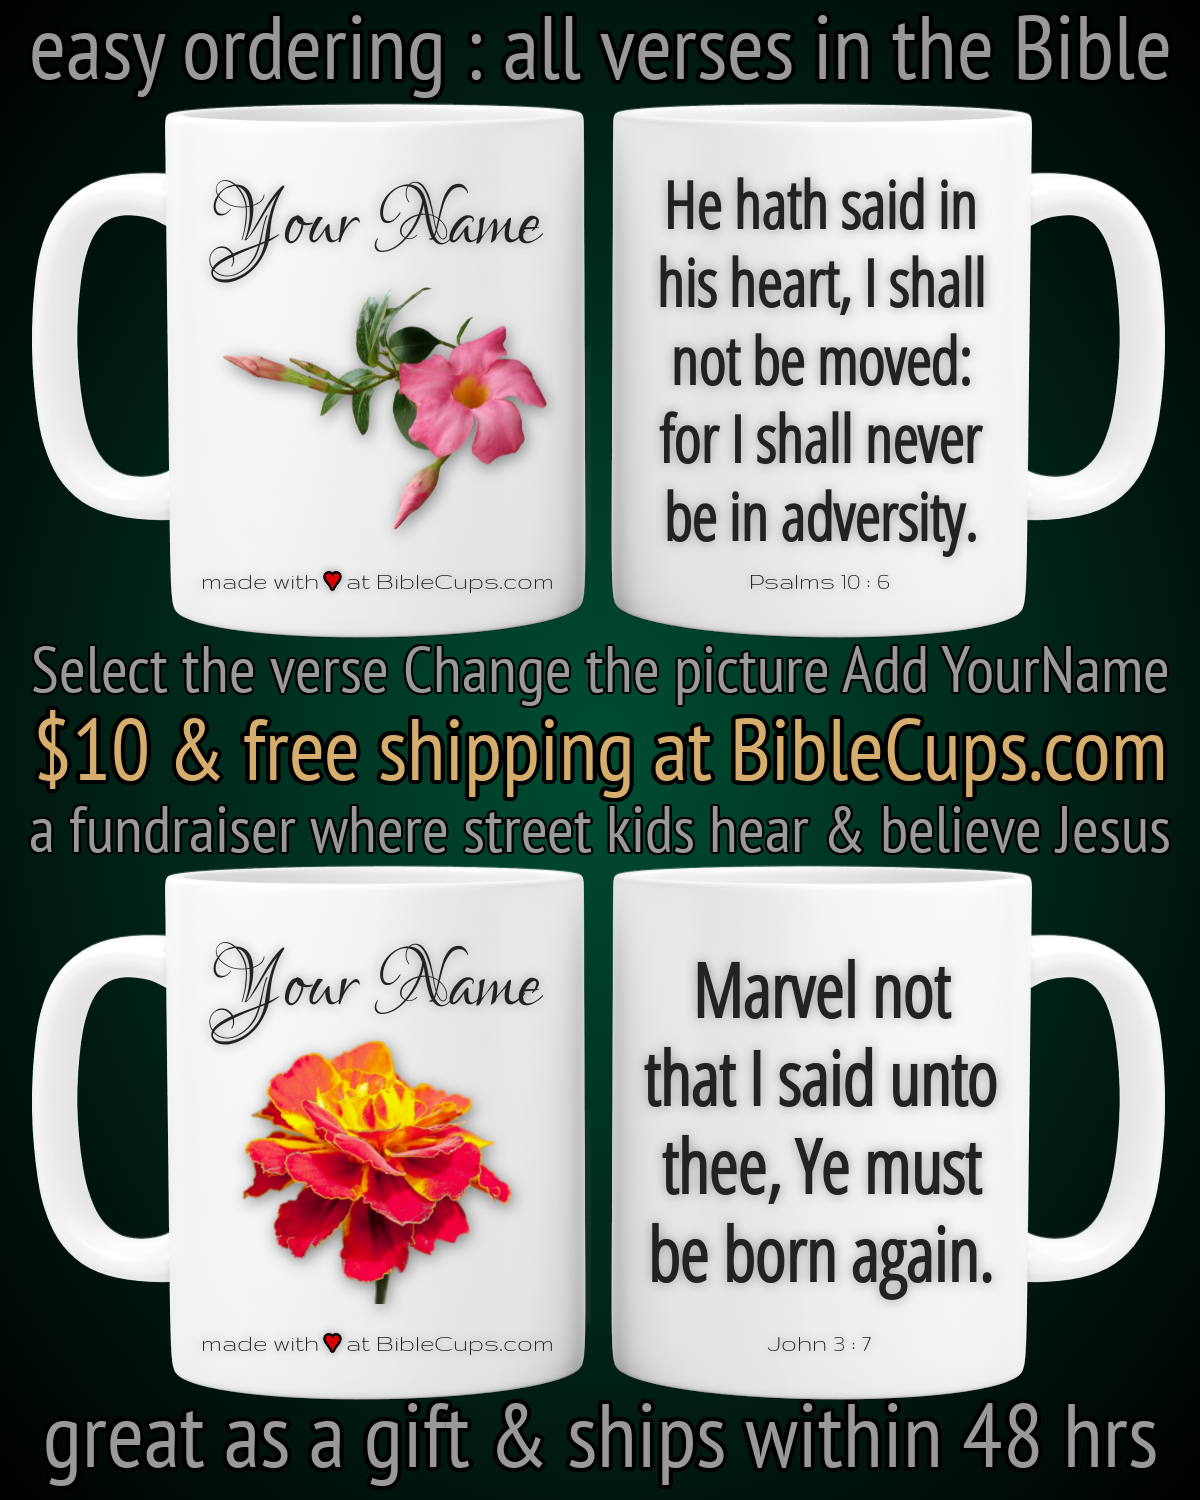 easy ordering : all verses in the Bible
Your Name
made with ♥ at BibleCups.com
He hath said in
his heart, I shall
not be moved:
for I shall never
be in adversity.
Psalms 10 : 6
Select the verse Change the picture Add YourName
$10 & free shipping at BibleCups.com
a fundraiser where street kids hear & believe Jesus
Your Name
made with ♥ at BibleCups.com
Marvel not
that I said unto
thee, Ye must
be born again.
John 3 : 7
great as a gift & ships within 48 hrs